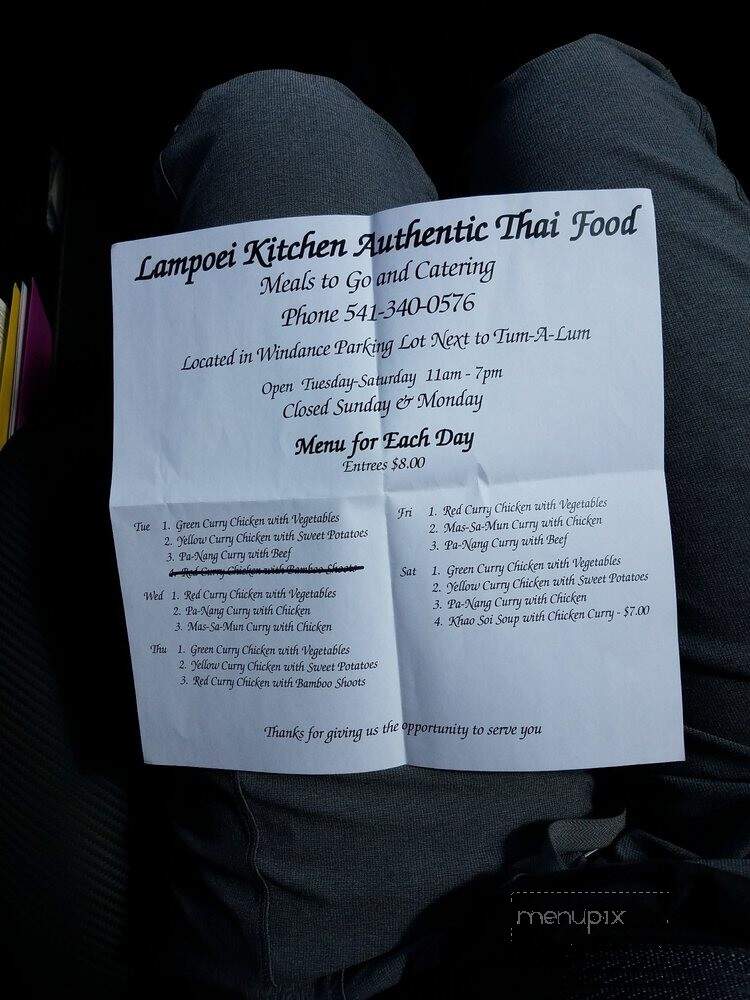 Lampoei Kitchen Authentic Thai Food
Meals to Go and Catering
Phone 541-340-0576
Located in Windance Parking Lot Next to Tum-A-Lum
Open Tuesday-Saturday 11am - 7pm
Closed Sunday & Monday
Menu for Each Day
Entrees $8.00
Tue 1. Green Curry Chicken with Vegetables
2. Yellow Curry Chicken with Sweet Potatoes
3. Pa-Nang Curry with Beef
4. Red Curry Chicken with Bamboo Shoots
Wed 1. Red Curry Chicken with Vegetables
2. Pa-Nang Curry with Chicken
3. Mas-Sa-Mun Curry with Chicken
Thu 1. Green Curry Chicken with Vegetables
2. Yellow Curry Chicken with Sweet Potatoes
3. Red Curry Chicken with Bamboo Shoots
Fri 1. Red Curry Chicken with Vegetables
2. Mas-Sa-Mun Curry with Chicken
3. Pa-Nang Curry with Beef
Sat 1. Green Curry Chicken with Vegetables
2. Yellow Curry Chicken with Sweet Potatoes
3. Pa-Nang Curry with Chicken
4. Khao Soi Soup with Chicken Curry - $7.00
Thanks for giving us the opportunity to serve you
menupix